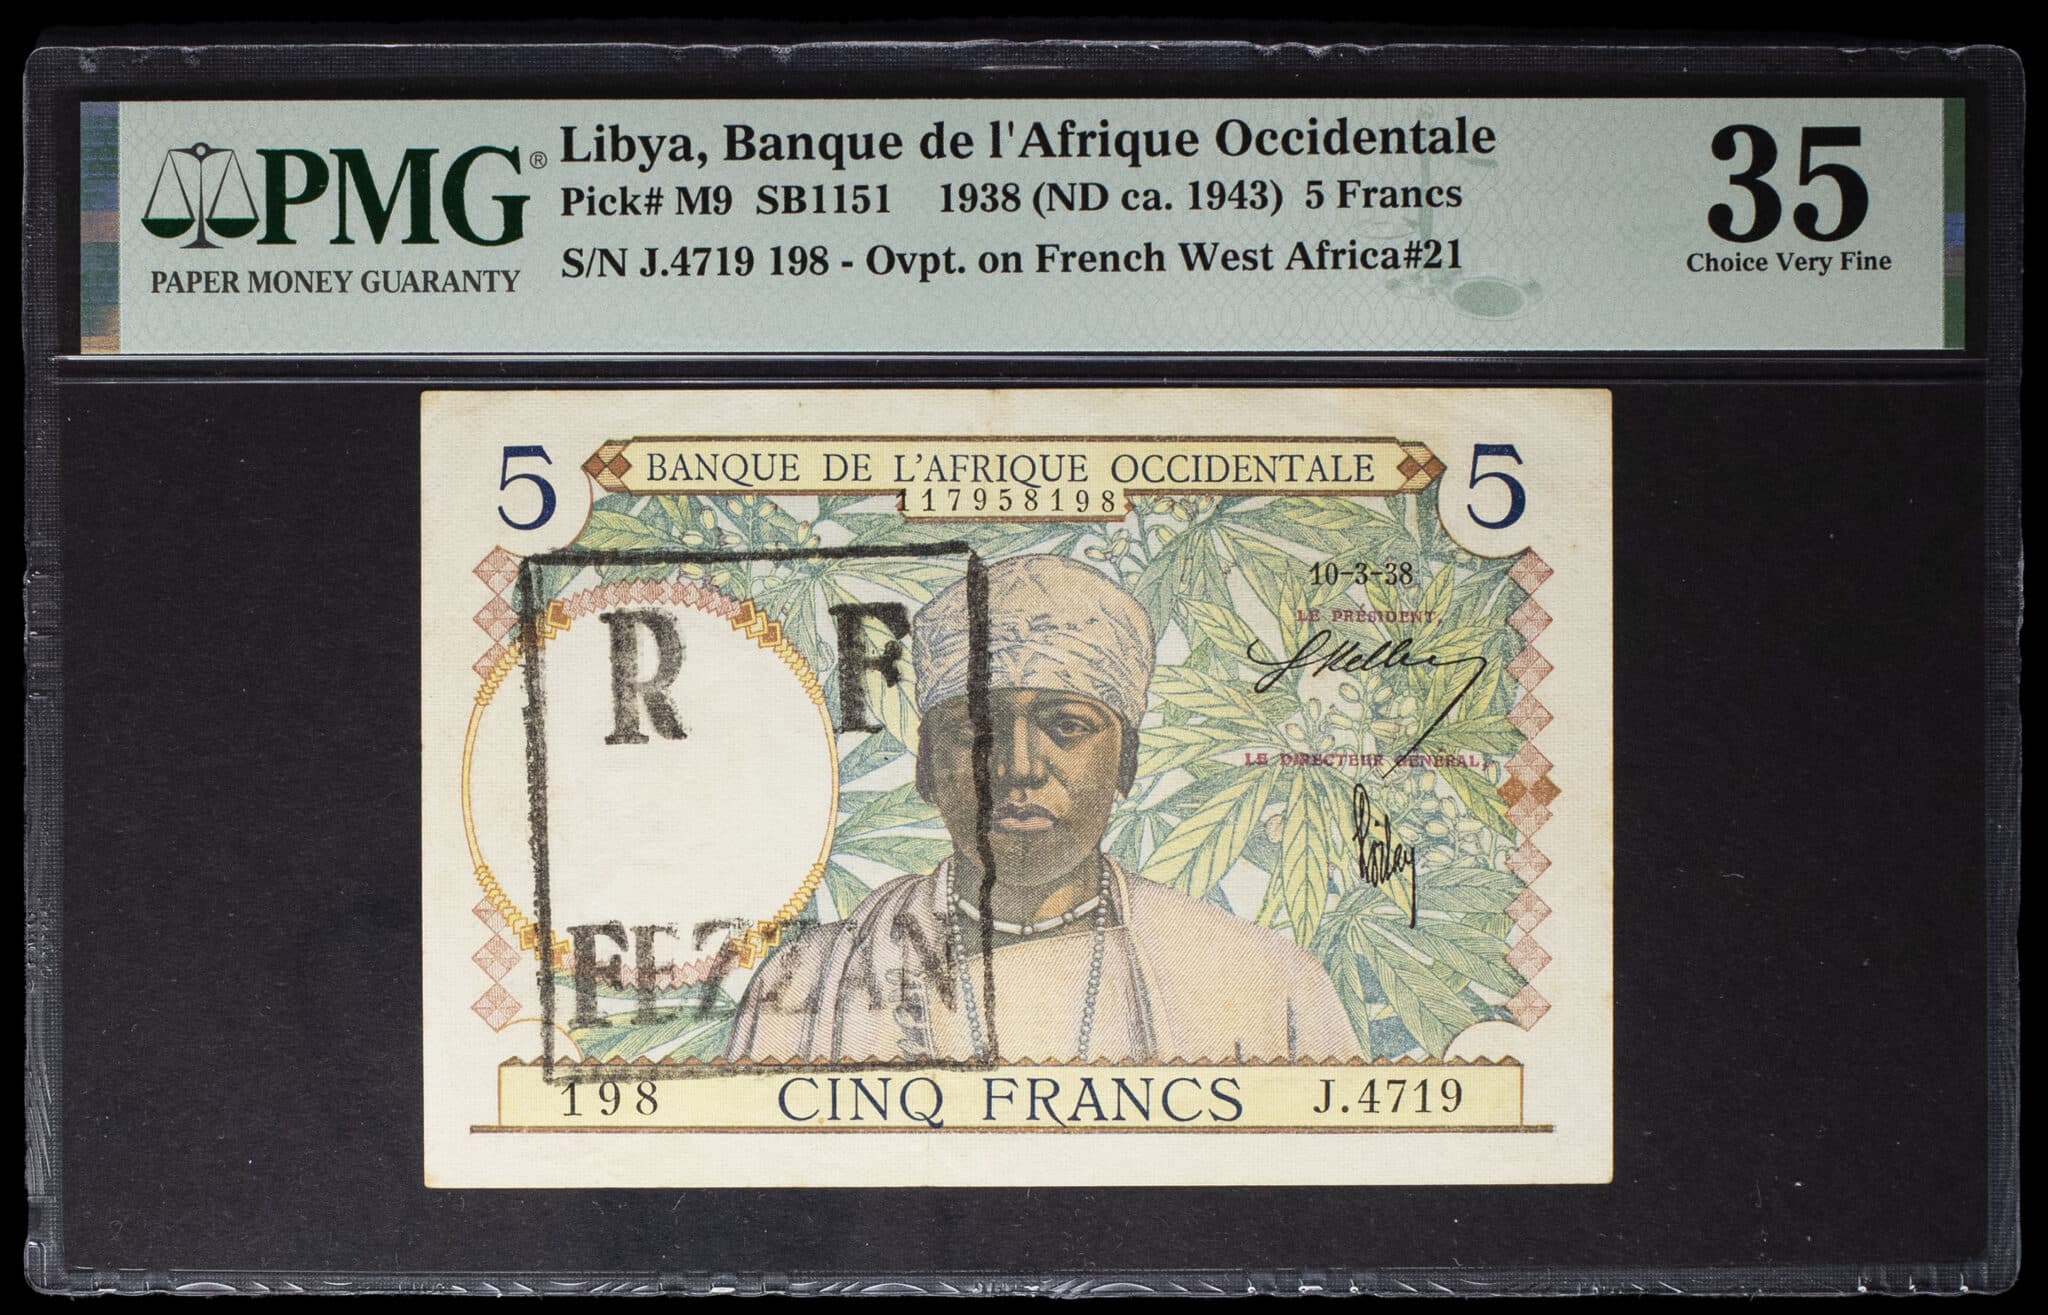 PMG®
PAPER MONEY GUARANTY
Libya, Banque de l'Afrique Occidentale
Pick# M9 SB1151 1938 (ND ca. 1943) 5 Francs
S/N J.4719 198 - Ovpt. on French West Africa#21
35
Choice Very Fine
5 BANQUE DE L'AFRIQUE OCCIDENTALE 5
117958198
10-3-38
LE PRÉSIDENT,
R F
LE DIRECTEUR GÉNÉRAL,
FEZZAN
198 CINQ FRANCS J.4719